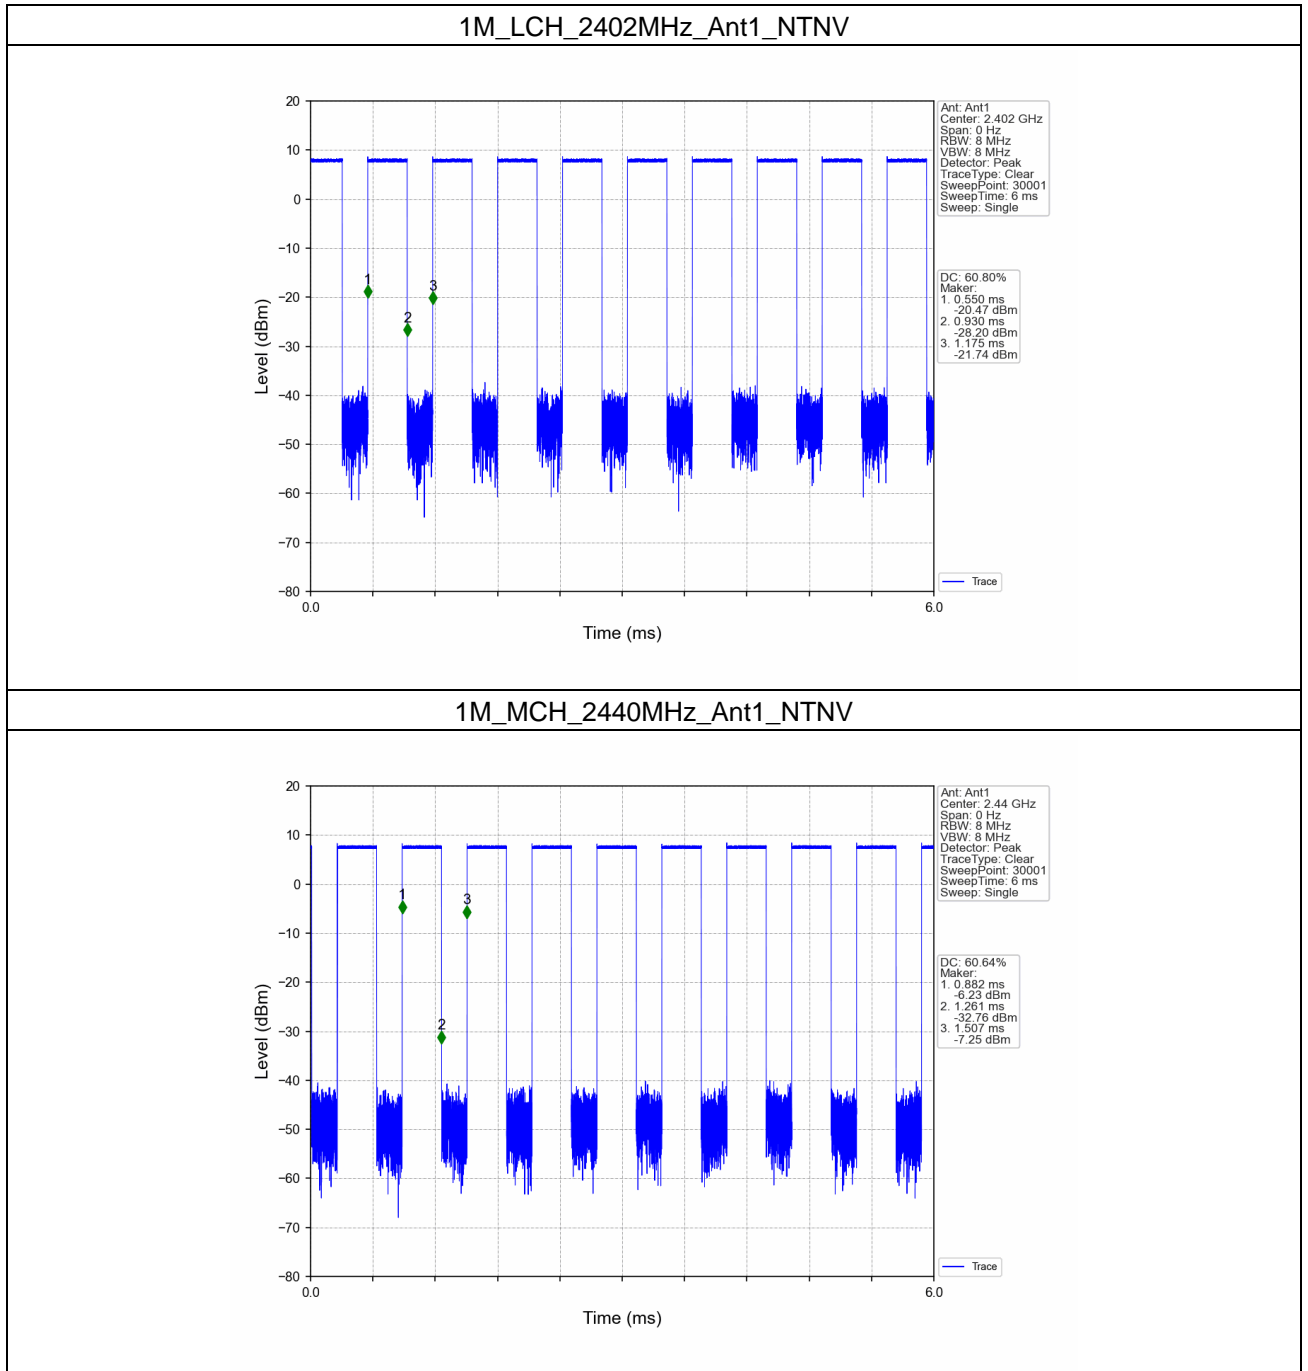 1M_LCH_2402MHz_Ant1_NTNV
20
10
0
−10
−20
−30
−40
−50
−60
−70
−80
Level (dBm)
1
2
3
0.0
6.0
Time (ms)
Ant: Ant1
Center: 2.402 GHz
Span: 0 Hz
RBW: 8 MHz
VBW: 8 MHz
Detector: Peak
TraceType: Clear
SweepPoint: 30001
SweepTime: 6 ms
Sweep: Single
DC: 60.80%
Maker:
1. 0.550 ms
-20.47 dBm
2. 0.930 ms
-28.20 dBm
3. 1.175 ms
-21.74 dBm
Trace
1M_MCH_2440MHz_Ant1_NTNV
20
10
0
−10
−20
−30
−40
−50
−60
−70
−80
Level (dBm)
1
2
3
0.0
6.0
Time (ms)
Ant: Ant1
Center: 2.44 GHz
Span: 0 Hz
RBW: 8 MHz
VBW: 8 MHz
Detector: Peak
TraceType: Clear
SweepPoint: 30001
SweepTime: 6 ms
Sweep: Single
DC: 60.64%
Maker:
1. 0.882 ms
-6.23 dBm
2. 1.261 ms
-32.76 dBm
3. 1.507 ms
-7.25 dBm
Trace